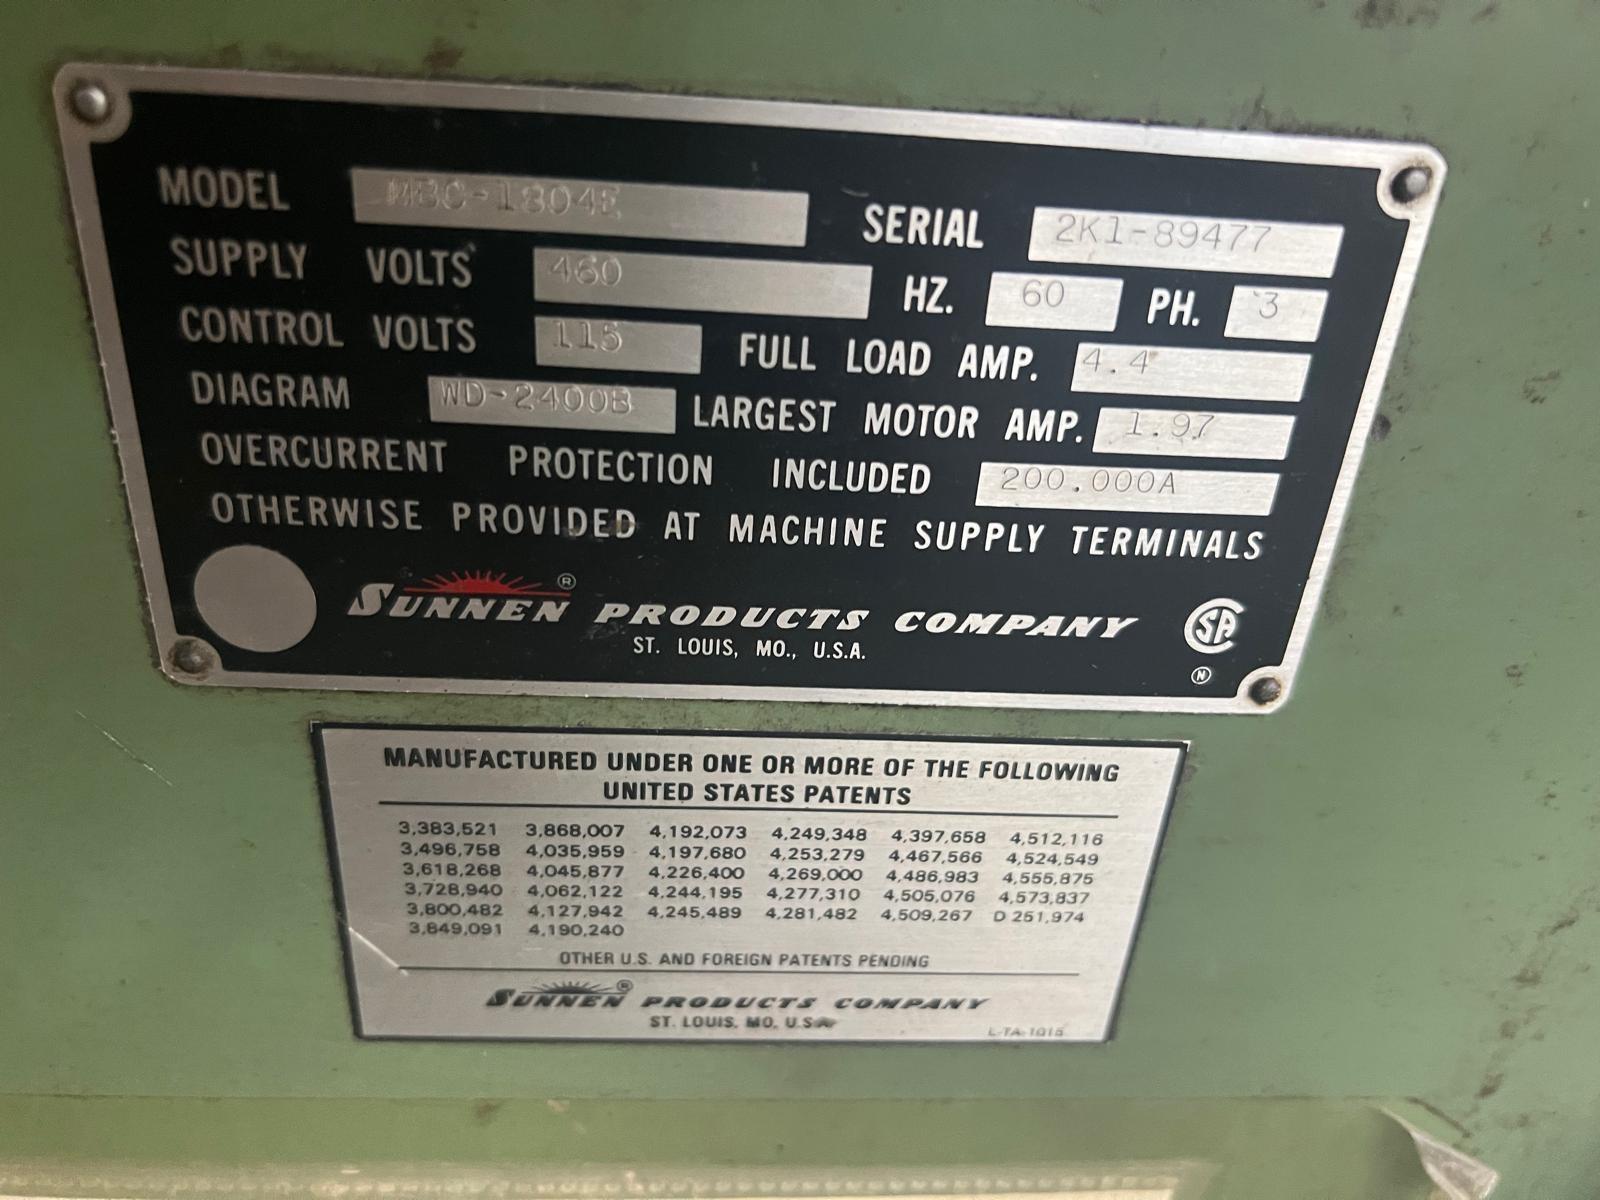 MODEL MBC-1804E SERIAL 2K1-89477
SUPPLY VOLTS 460 HZ. 60 PH. 3
CONTROL VOLTS 115 FULL LOAD AMP. 4.4
DIAGRAM WD-2400B LARGEST MOTOR AMP. 1.97
OVERCURRENT PROTECTION INCLUDED 200.000A
OTHERWISE PROVIDED AT MACHINE SUPPLY TERMINALS
SUNNEN ® PRODUCTS COMPANY
ST. LOUIS, MO., U.S.A.
SA
N
MANUFACTURED UNDER ONE OR MORE OF THE FOLLOWING
UNITED STATES PATENTS
3,383,521 3,868,007 4,192,073 4,249,348 4,397,658 4,512,116
3,496,758 4,035,959 4,197,680 4,253,279 4,467,566 4,524,549
3,618,268 4,045,877 4,226,400 4,269,000 4,486,983 4,555,875
3,728,940 4,062,122 4,244,195 4,277,310 4,505,076 4,573,837
3,800,482 4,127,942 4,245,489 4,281,482 4,509,267 D 251,974
3,849,091 4,190,240
OTHER U.S. AND FOREIGN PATENTS PENDING
SUNNEN ® PRODUCTS COMPANY
ST. LOUIS, MO. U.S.A.
L-TA-1015